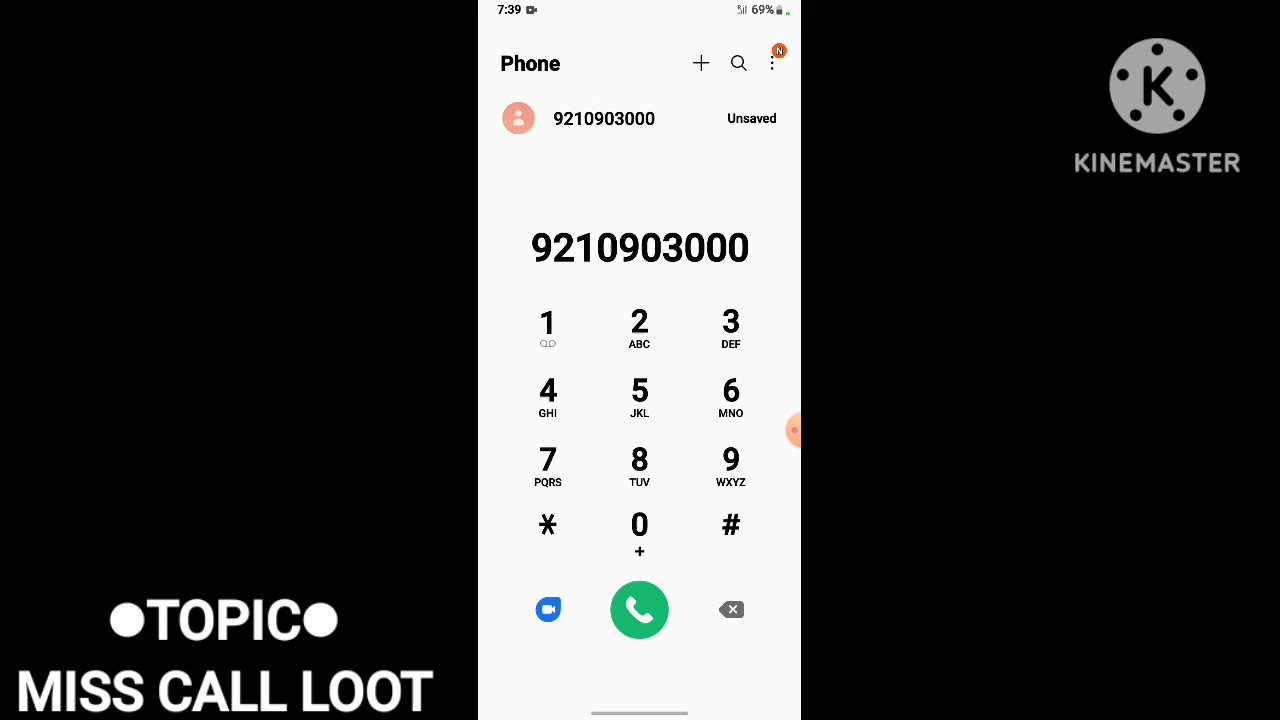 7:39
69%
N
Phone
9210903000 Unsaved
9210903000
1 2 3
ABC DEF
4 5 6
GHI JKL MNO
7 8 9
PQRS TUV WXYZ
* 0 #
+
K
KINEMASTER
●TOPIC●
MISS CALL LOOT